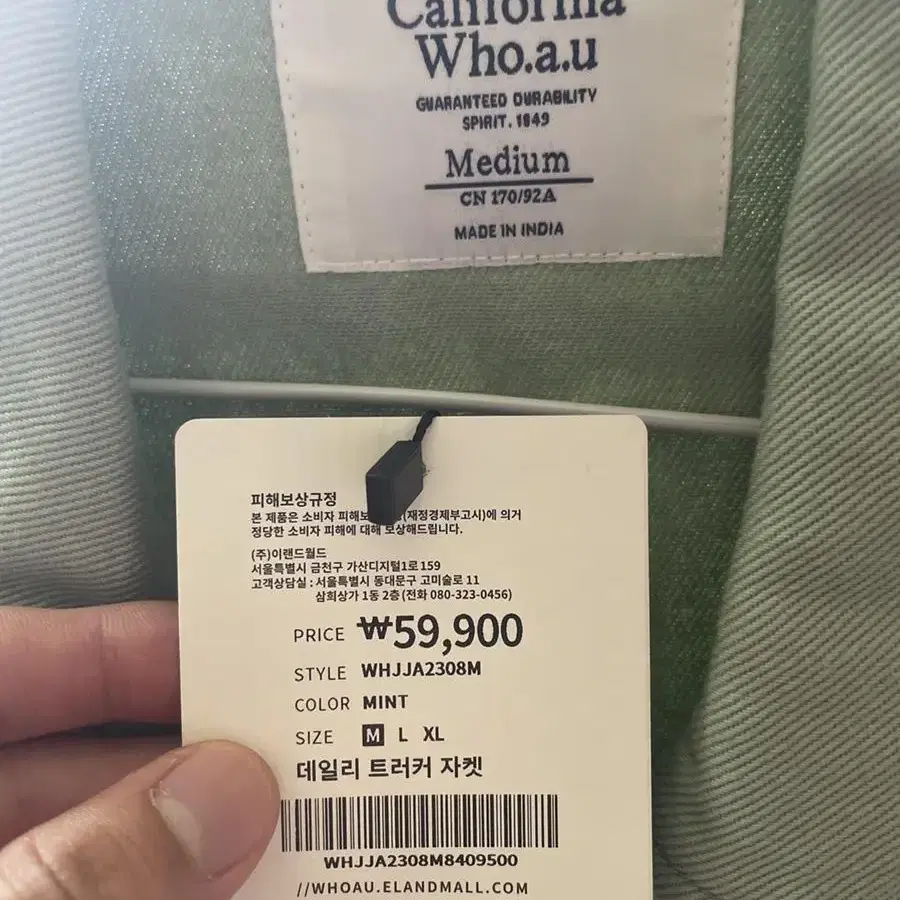 California
Who.a.u
GUARANTEED DURABILITY
SPIRIT. 1849
Medium
CN 170/92A
MADE IN INDIA
피해보상규정
본 제품은 소비자 (재정경제부고시)에 의거
정당한 소비자 피해에 대해 보상해드립니다.
(주)이랜드월드
서울특별시 금천구 가산디지털1로 159
고객상담실 : 서울특별시 동대문구 고미술로 11
삼희상가 1동 2층 (전화 080-323-0456)
PRICE ₩59,900
STYLE WHJJA2308M
COLOR MINT
SIZE M L XL
데일리 트러커 자켓
WHJJA2308M8409500
//WHOAU.ELANDMALL.COM